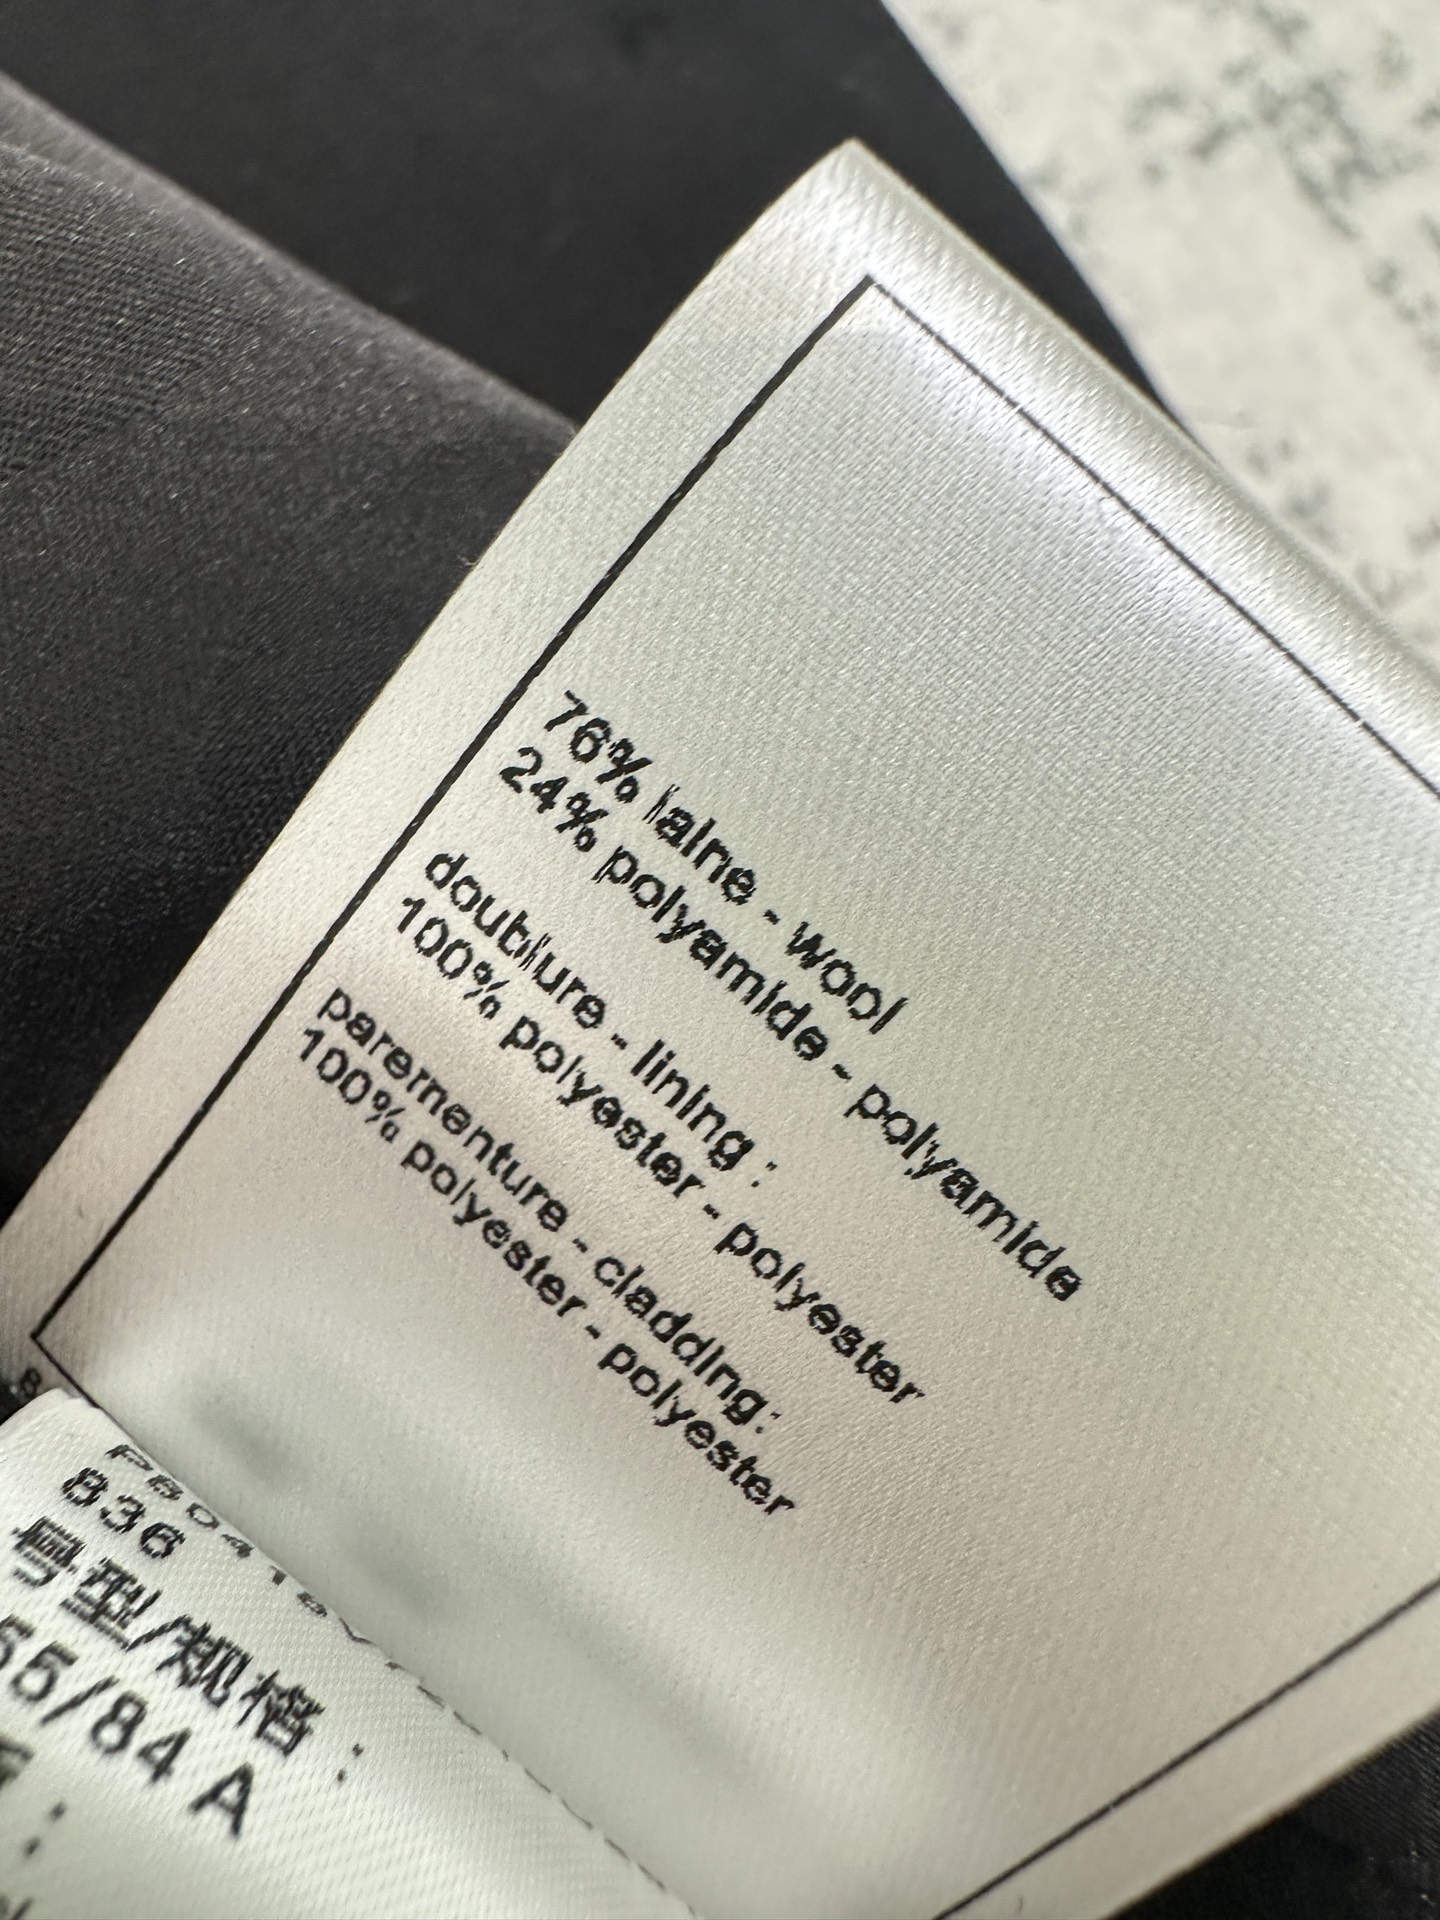 76% laine - wool
24% polyamide - polyamide
doublure - lining :
100% polyester - polyester
parementure - cladding:
100% polyester - polyester
836
号型/规格 :
55/84 A
: